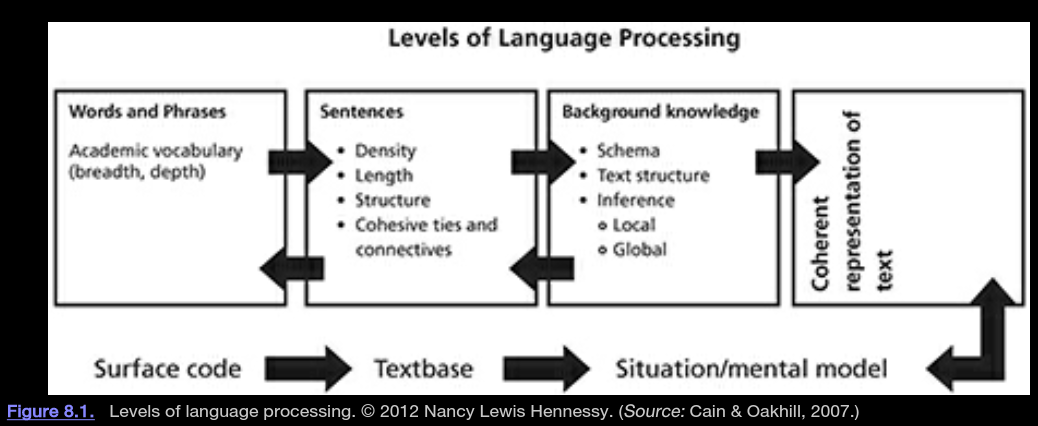 Levels of Language Processing
Words and Phrases
Academic vocabulary
(breadth, depth)
Sentences
• Density
• Length
• Structure
• Cohesive ties and
connectives
Background knowledge
• Schema
• Text structure
• Inference
o Local
o Global
Coherent
representation of
text
Surface code
Textbase
Situation/mental model
Figure 8.1. Levels of language processing. © 2012 Nancy Lewis Hennessy. (Source: Cain & Oakhill, 2007.)